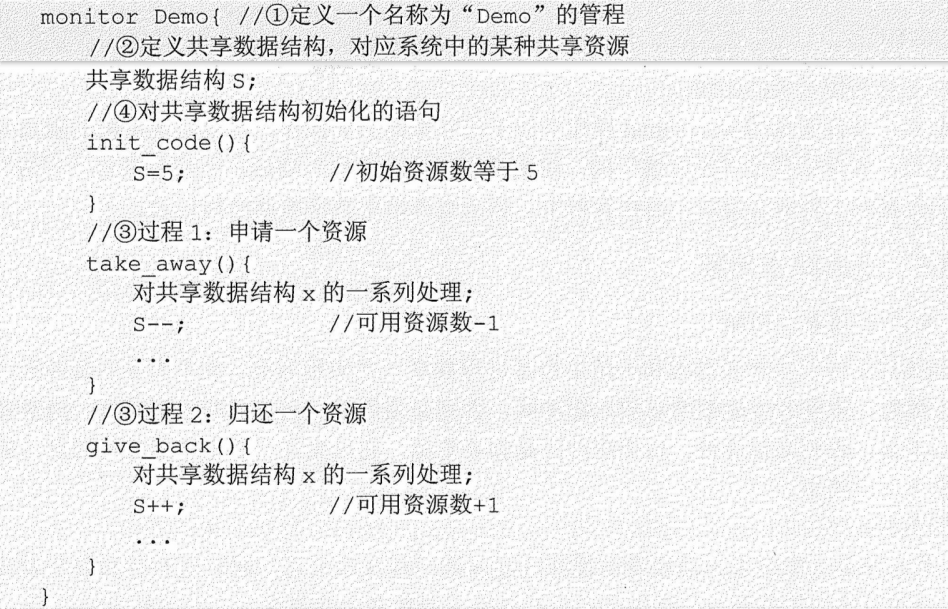 monitor Demo{ //①定义一个名称为“Demo”的管程
//②定义共享数据结构，对应系统中的某种共享资源
共享数据结构 S;
//④对共享数据结构初始化的语句
init_code(){
S=5; //初始资源数等于 5
}
//③过程 1：申请一个资源
take_away(){
对共享数据结构 x 的一系列处理;
S--; //可用资源数-1
...
}
//③过程 2：归还一个资源
give_back(){
对共享数据结构 x 的一系列处理;
S++; //可用资源数+1
...
}
}